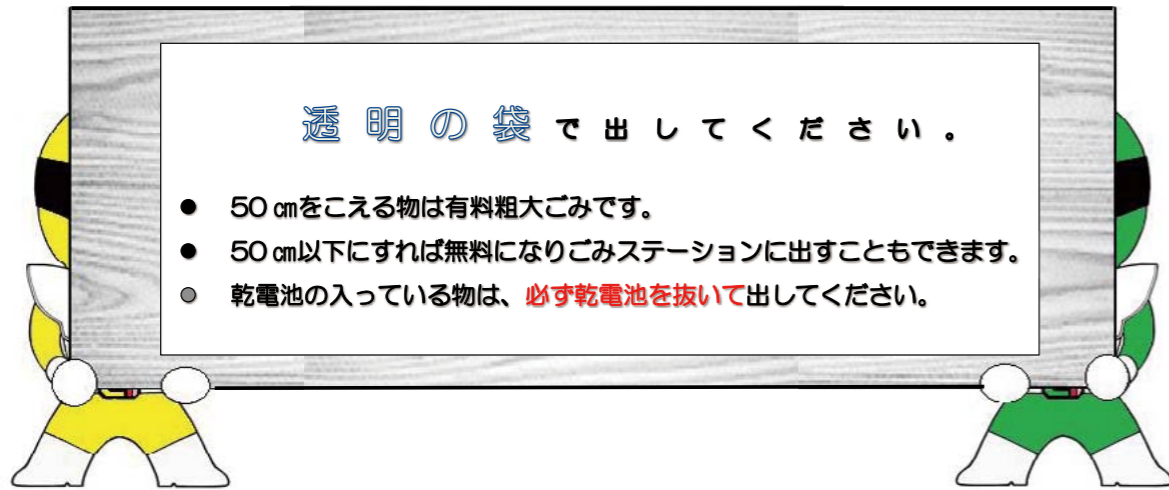 透明の袋で出してください。
● 50㎝をこえる物は有料粗大ごみです。
● 50㎝以下にすれば無料になりごみステーションに出すこともできます。
● 乾電池の入っている物は、必ず乾電池を抜いて出してください。